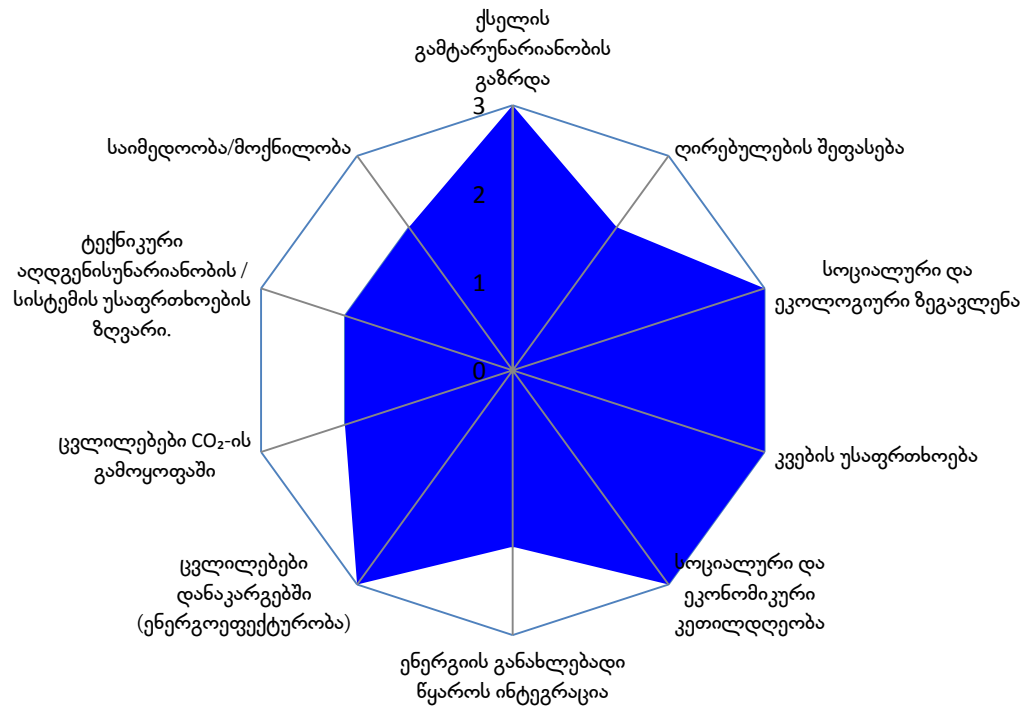 ქსელის
გამტარუნარიანობის
გაზრდა
3
საიმედოობა/მოქნილობა
ღირებულების შეფასება
2
ტექნიკური
აღდგენისუნარიანობის /
სისტემის უსაფრთხოების
ზღვარი.
1
სოციალური და
ეკოლოგიური ზეგავლენა
0
ცვლილებები CO₂-ის
გამოყოფაში
კვების უსაფრთხოება
ცვლილებები
დანაკარგებში
(ენერგოეფექტურობა)
სოციალური და
ეკონომიკური
კეთილდღეობა
ენერგიის განახლებადი
წყაროს ინტეგრაცია